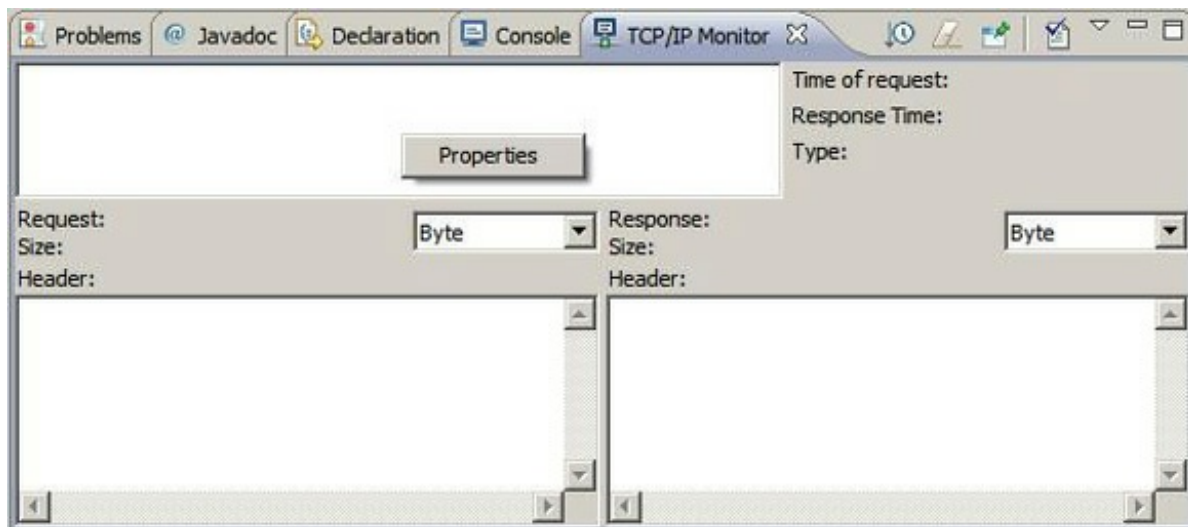 Problems @ Javadoc Declaration Console TCP/IP Monitor
Time of request:
Response Time:
Properties
Type:
Request:
Byte
Size:
Response:
Byte
Size:
Header:
Header: